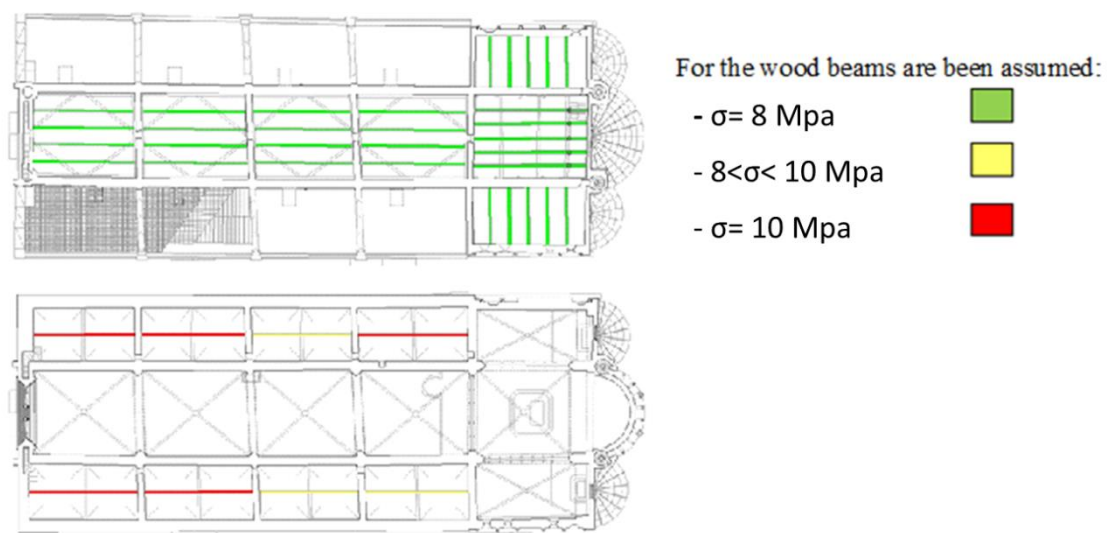 For the wood beams are been assumed:
- σ= 8 Mpa
- 8<σ< 10 Mpa
- σ= 10 Mpa